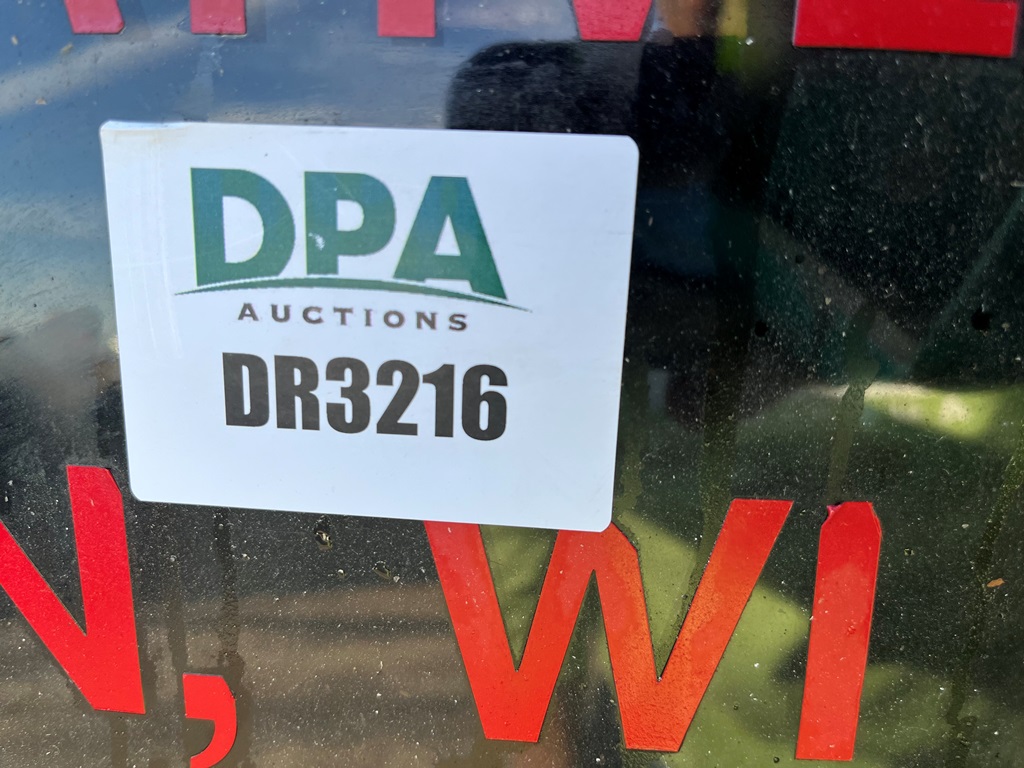 DPA
AUCTIONS
DR3216
N, WI